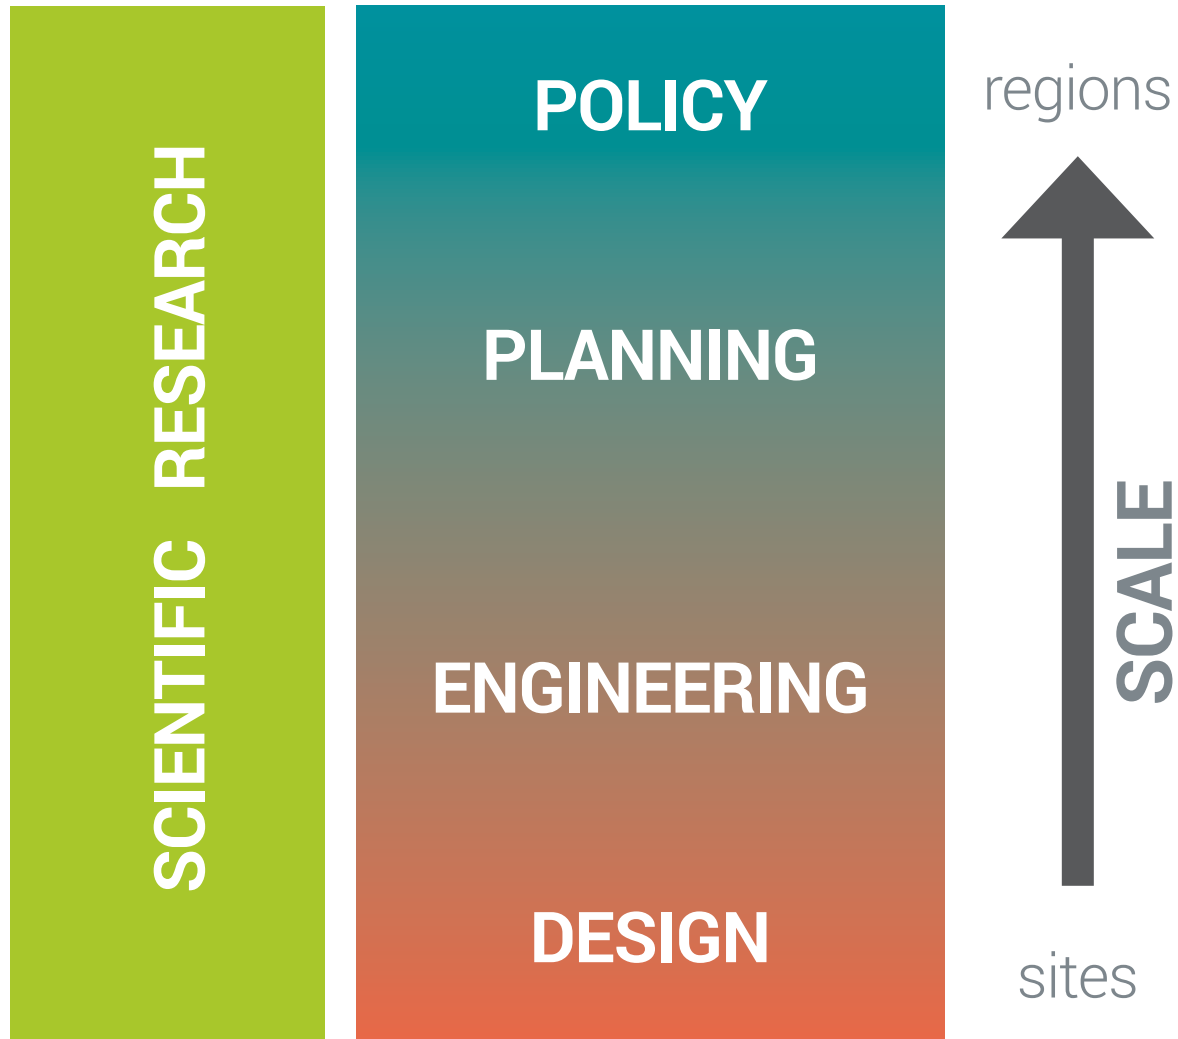 SCIENTIFIC RESEARCH
POLICY
PLANNING
ENGINEERING
DESIGN
regions
SCALE
sites